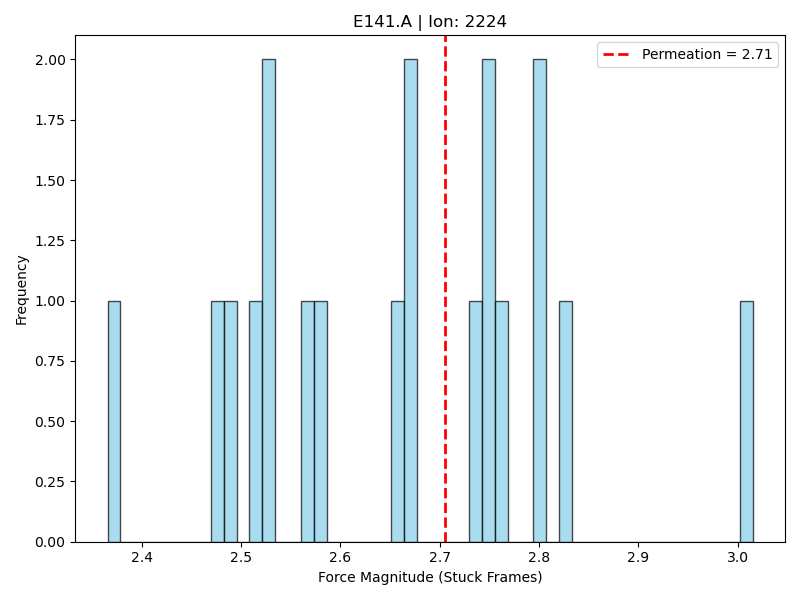 E141.A | Ion: 2224
Permeation = 2.71
Frequency
2.00
1.75
1.50
1.25
1.00
0.75
0.50
0.25
0.00
2.4 2.5 2.6 2.7 2.8 2.9 3.0
Force Magnitude (Stuck Frames)